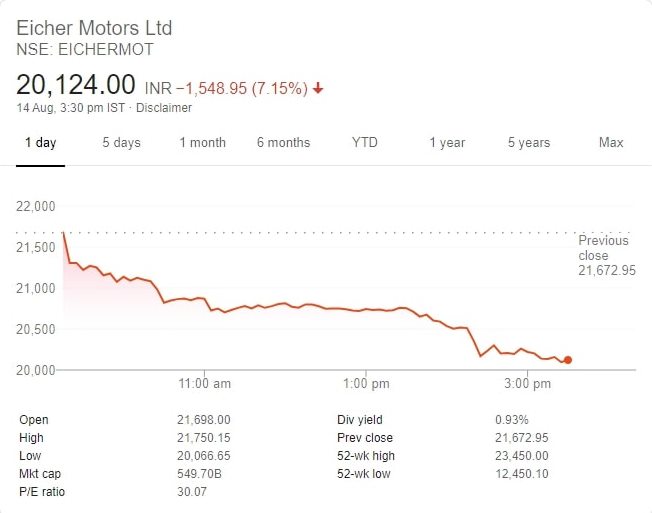 Eicher Motors Ltd
NSE: EICHERMOT
20,124.00 INR −1,548.95 (7.15%)
14 Aug, 3:30 pm IST · Disclaimer
1 day 5 days 1 month 6 months YTD 1 year 5 years Max
22,000
21,500
21,000
20,500
20,000
Previous
close
21,672.95
11:00 am 1:00 pm 3:00 pm
Open 21,698.00 Div yield 0.93%
High 21,750.15 Prev close 21,672.95
Low 20,066.65 52-wk high 23,450.00
Mkt cap 549.70B 52-wk low 12,450.10
P/E ratio 30.07